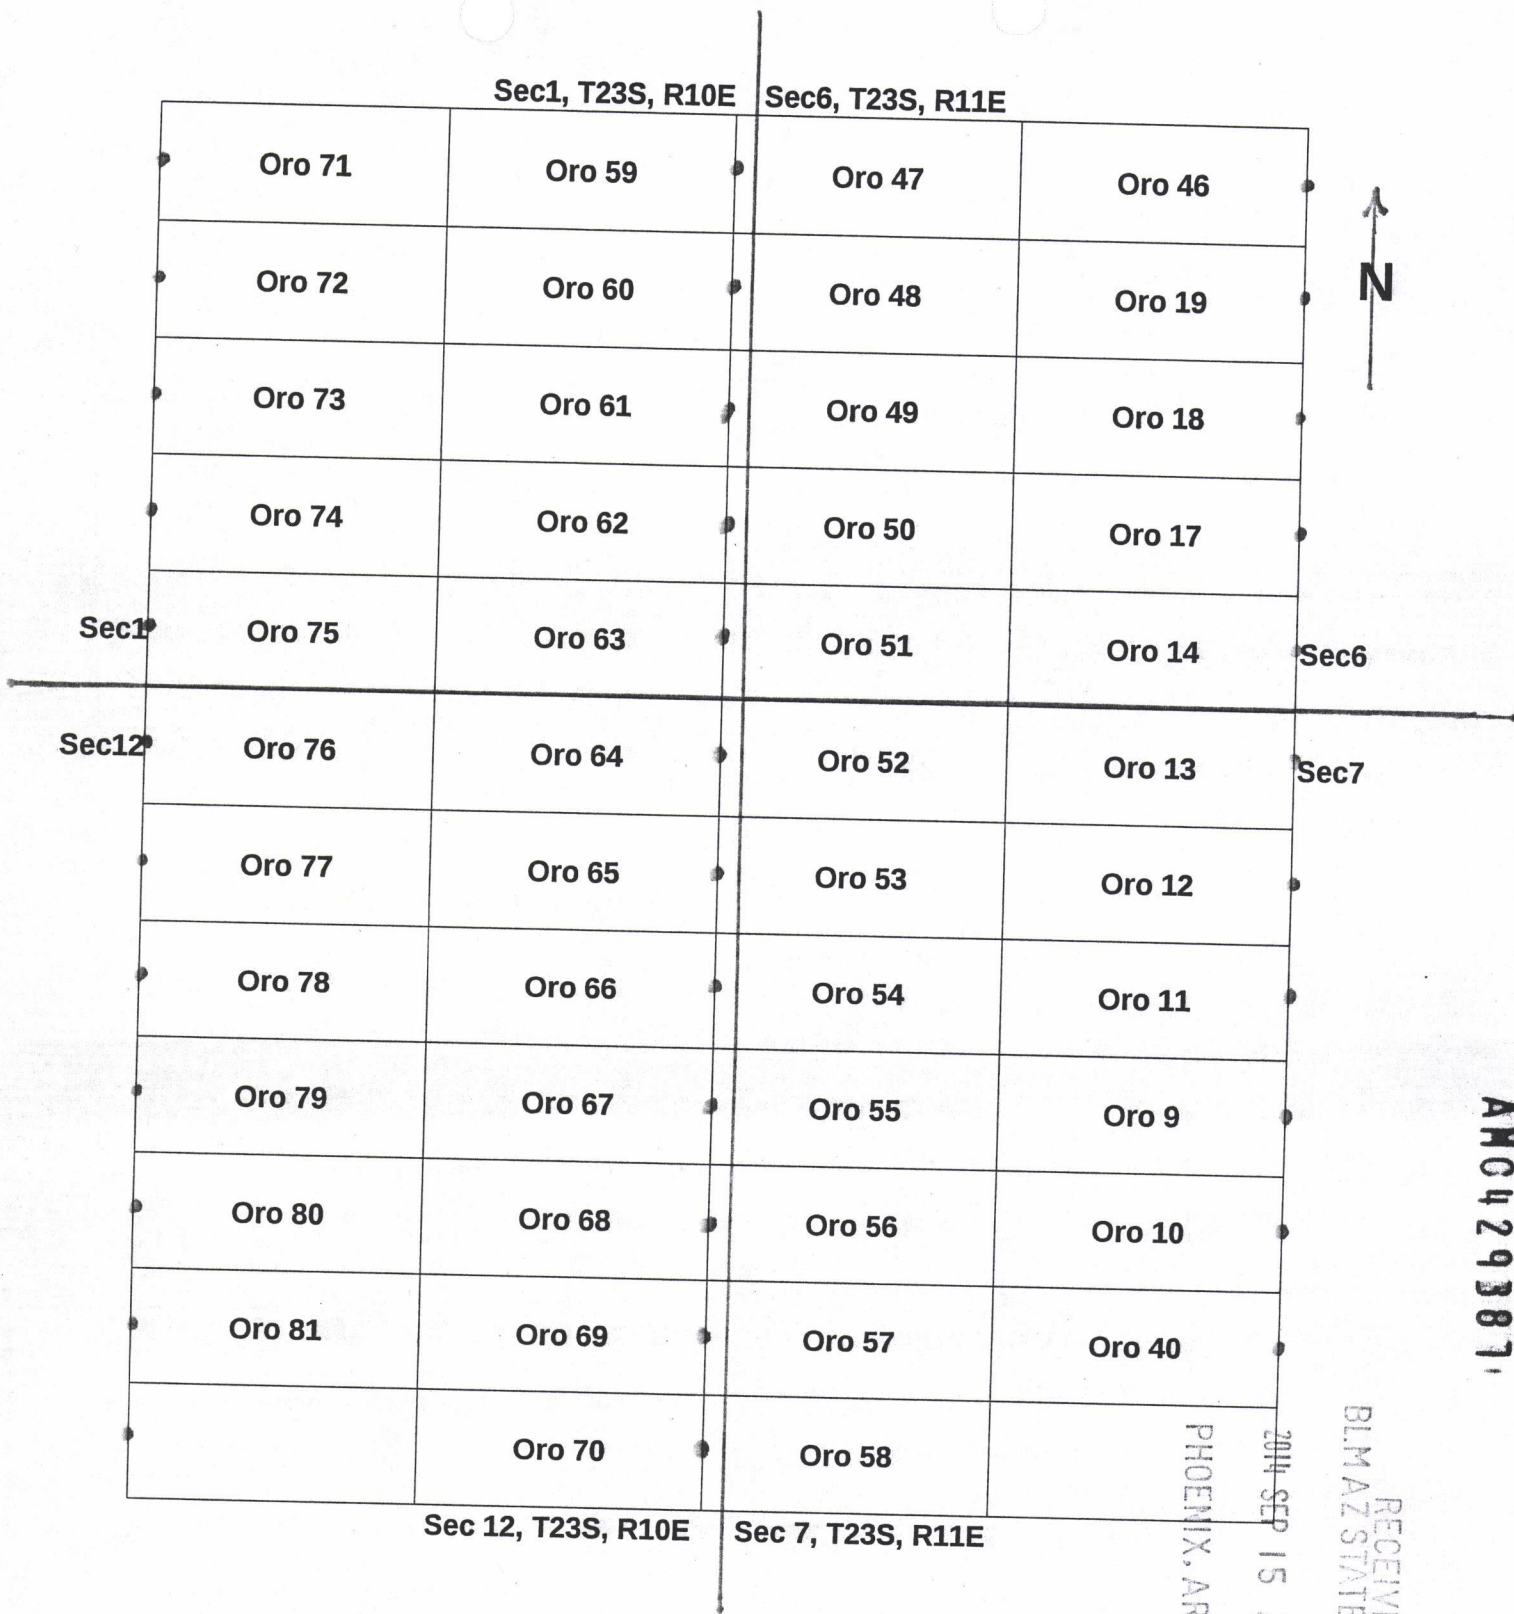 Sec1, T23S, R10E Sec6, T23S, R11E
Oro 71 Oro 59 Oro 47 Oro 46
Oro 72 Oro 60 Oro 48 Oro 19
N
Oro 73 Oro 61 Oro 49 Oro 18
Oro 74 Oro 62 Oro 50 Oro 17
Sec1 Oro 75 Oro 63 Oro 51 Oro 14 Sec6
Sec12 Oro 76 Oro 64 Oro 52 Oro 13 Sec7
Oro 77 Oro 65 Oro 53 Oro 12
Oro 78 Oro 66 Oro 54 Oro 11
Oro 79 Oro 67 Oro 55 Oro 9
Oro 80 Oro 68 Oro 56 Oro 10
Oro 81 Oro 69 Oro 57 Oro 40
Oro 70 Oro 58
Sec 12, T23S, R10E Sec 7, T23S, R11E
AMC429387
RECEIV
BLM AZ STATE
2014 SEP 15
PHOENIX, AR